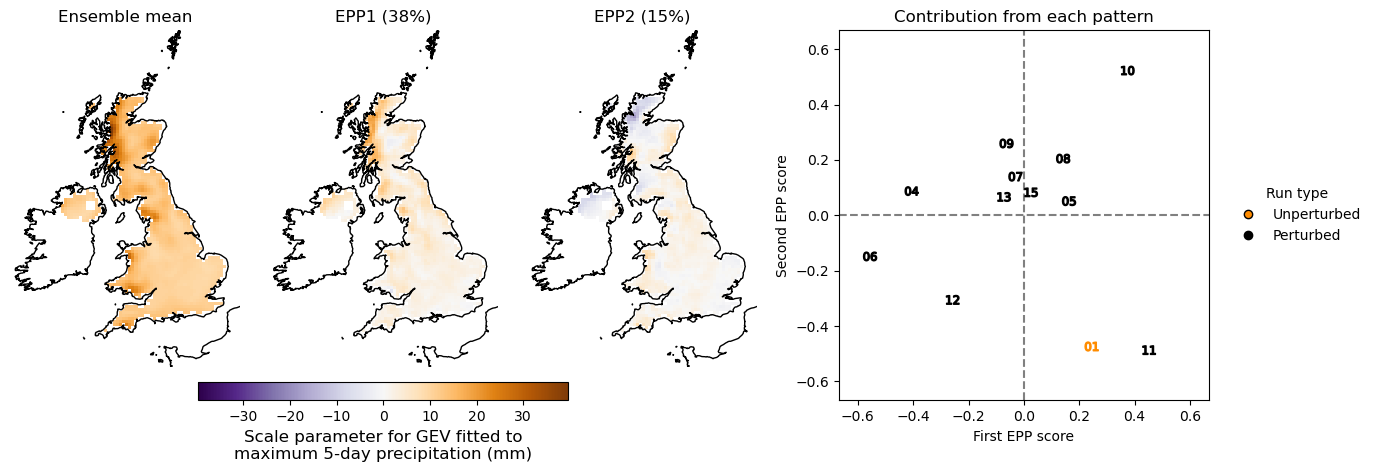 Ensemble mean
EPP1 (38%)
EPP2 (15%)
Contribution from each pattern
−30 −20 −10 0 10 20 30
Scale parameter for GEV fitted to
maximum 5-day precipitation (mm)
Second EPP score
0.6
0.4
0.2
0.0
−0.2
−0.4
−0.6
10
09
08
07
04
13
15
05
06
12
01
11
−0.6 −0.4 −0.2 0.0 0.2 0.4 0.6
First EPP score
Run type
Unperturbed
Perturbed